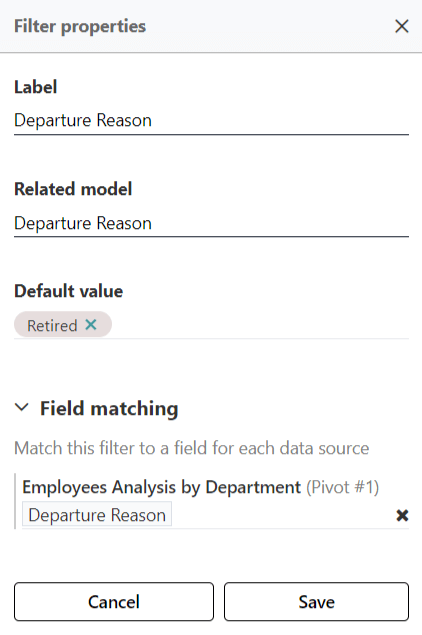 Filter properties
Label
Departure Reason
Related model
Departure Reason
Default value
Retired
Field matching
Match this filter to a field for each data source
Employees Analysis by Department (Pivot #1)
Departure Reason
Cancel Save